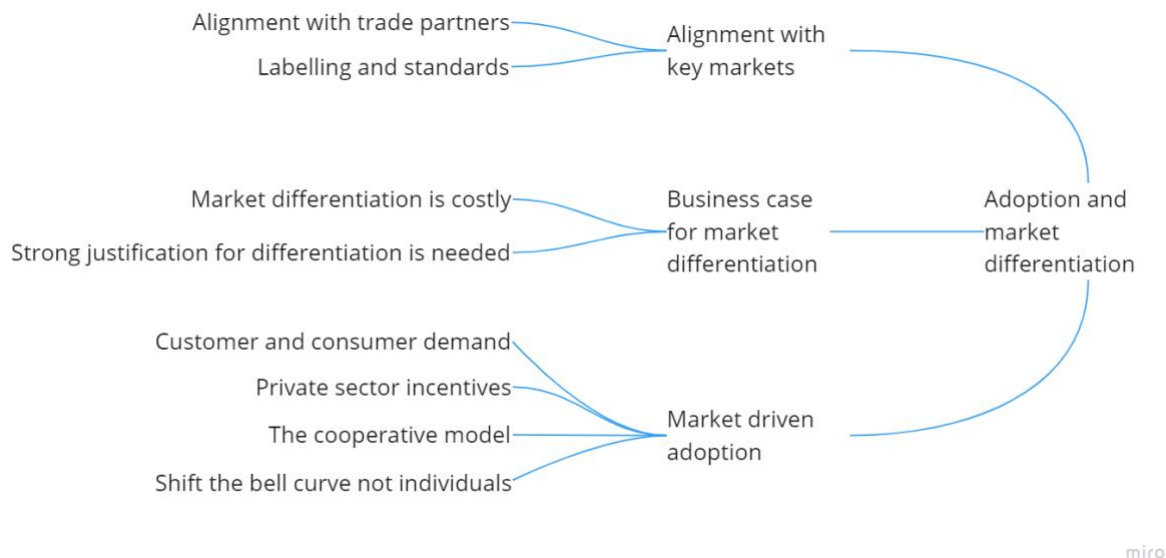 Alignment with trade partners
Labelling and standards
Alignment with
key markets
Market differentiation is costly
Strong justification for differentiation is needed
Business case
for market
differentiation
Adoption and
market
differentiation
Customer and consumer demand
Private sector incentives
The cooperative model
Shift the bell curve not individuals
Market driven
adoption
miro